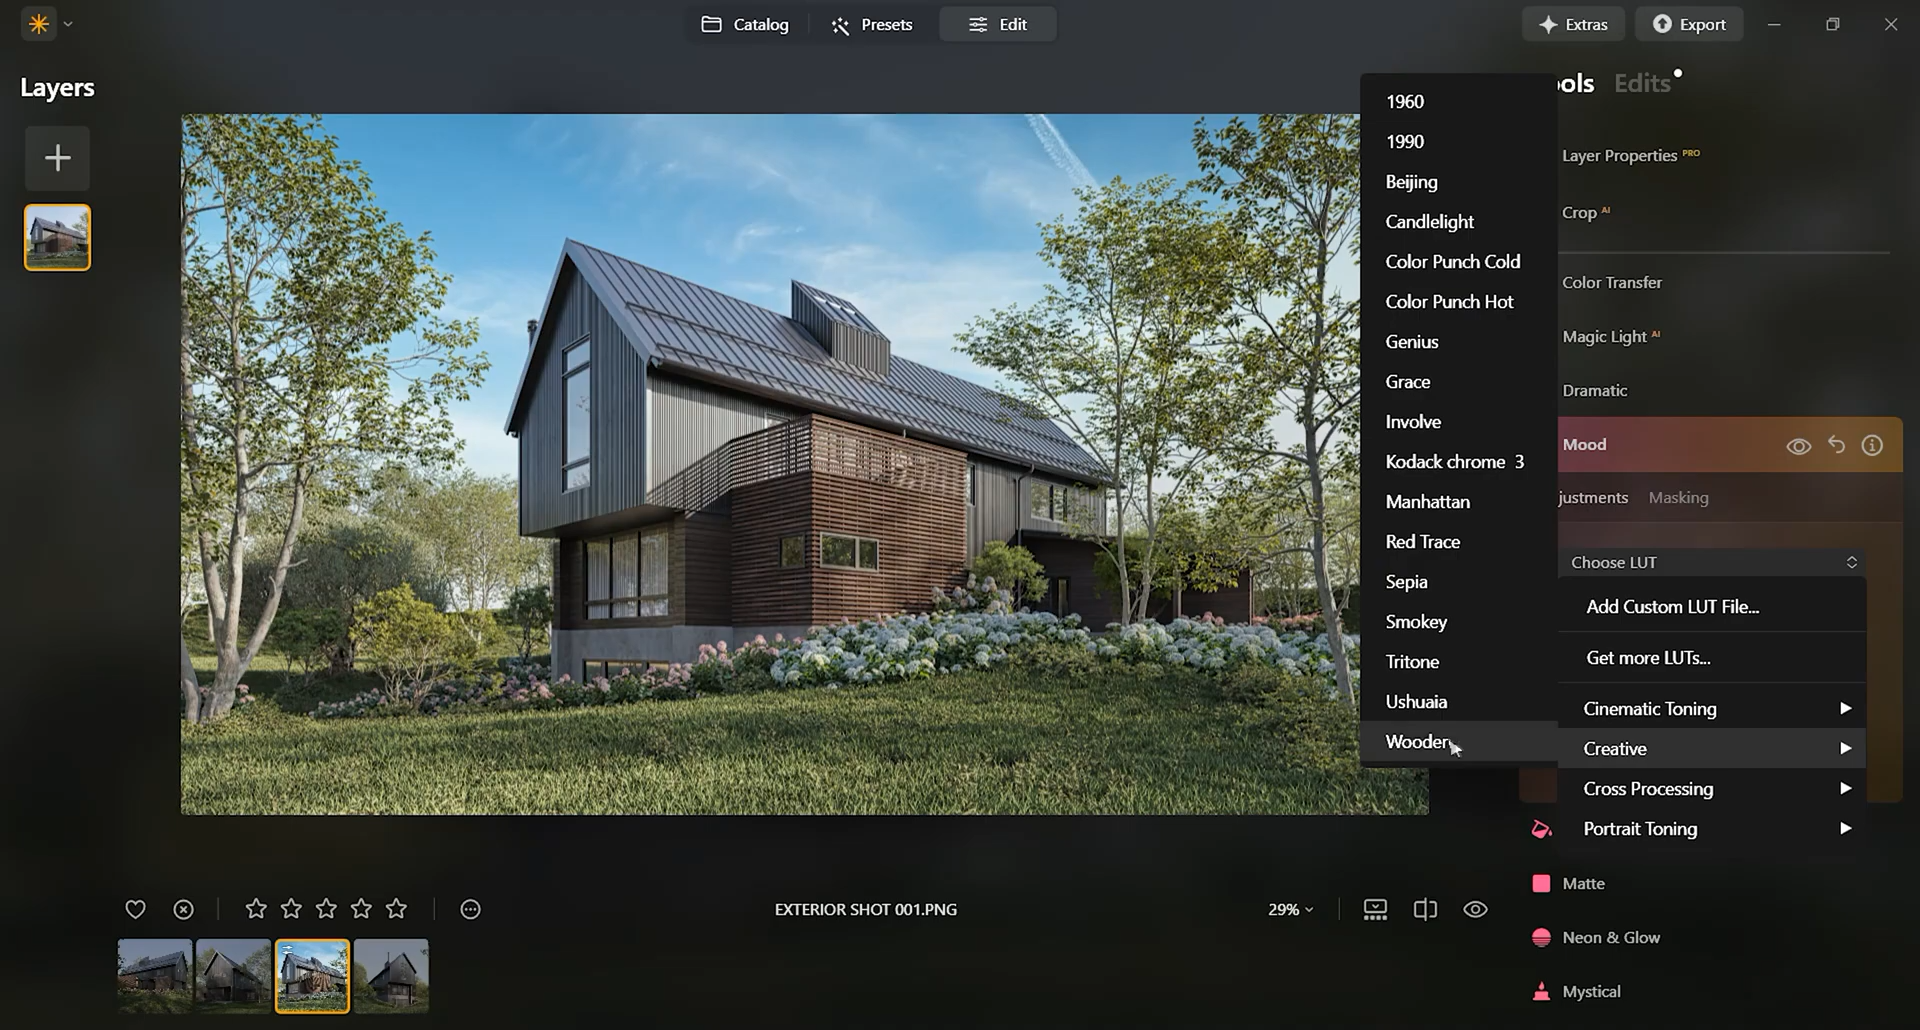 Catalog
Presets
Edit
Extras
Export
Layers
ols
Edits
1960
1990
Beijing
Candlelight
Color Punch Cold
Color Punch Hot
Genius
Grace
Involve
Kodack chrome 3
Manhattan
Red Trace
Sepia
Smokey
Tritone
Ushuaia
Layer Properties PRO
Crop AI
Color Transfer
Magic Light AI
Dramatic
Mood
justments
Masking
Choose LUT
Add Custom LUT File...
Get more LUTs...
Cinematic Toning
Creative
Cross Processing
Portrait Toning
Matte
Neon & Glow
Mystical
EXTERIOR SHOT 001.PNG
29%